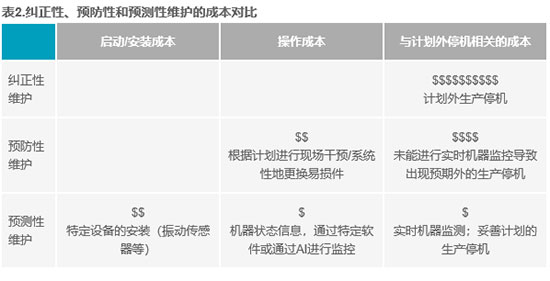 表2.纠正性、预防性和预测性维护的成本对比
启动/安装成本
操作成本
与计划外停机相关的成本
纠正性
维护
$$$$$$$$$$
计划外生产停机
预防性
维护
$$
根据计划进行现场干预/系统
性地更换易损件
$$$$
未能进行实时机器监控导致
出现预期外的生产停机
预测性
维护
$$
特定设备的安装（振动传感
器等）
$
机器状态信息，通过特定软
件或通过AI进行监控
$
实时机器监测；妥善计划的
生产停机